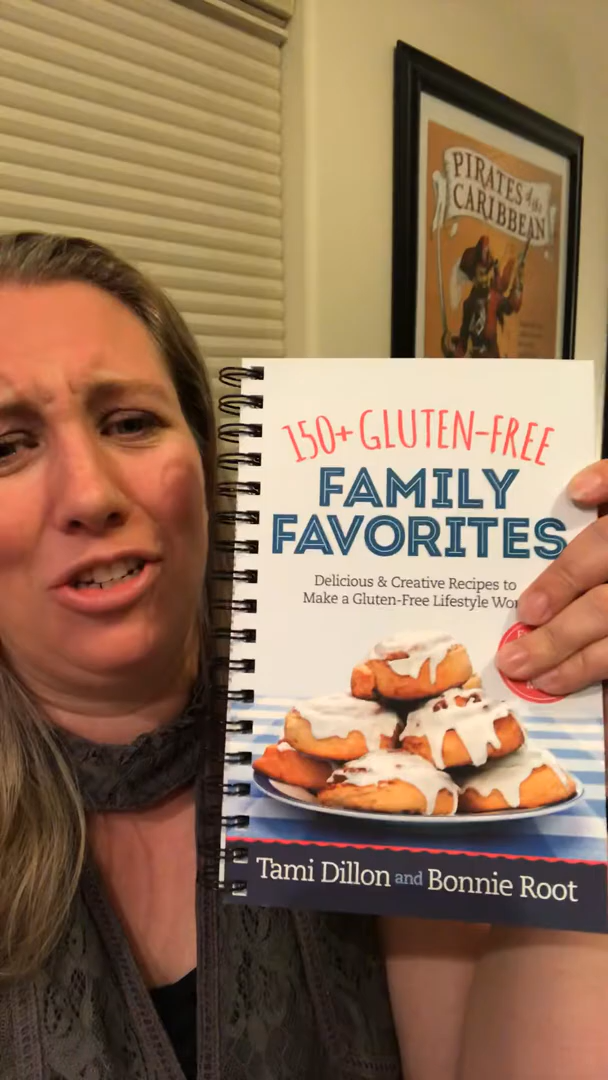 PIRATES of the
CARIBBEAN
150+ GLUTEN-FREE
FAMILY
FAVORITES
Delicious & Creative Recipes to
Make a Gluten-Free Lifestyle
Tami Dillon and Bonnie Root